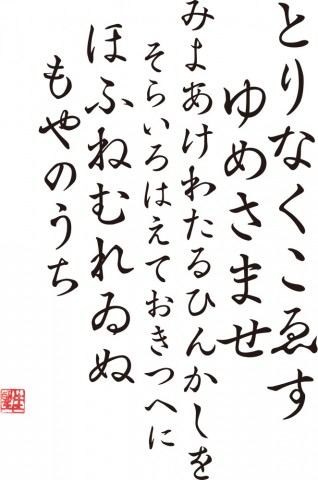 とりなくこゑす
ゆめさませ
みよあけわたるひんかしを
そらいろはえておきつへに
ほふねむれゐぬ
もやのうち